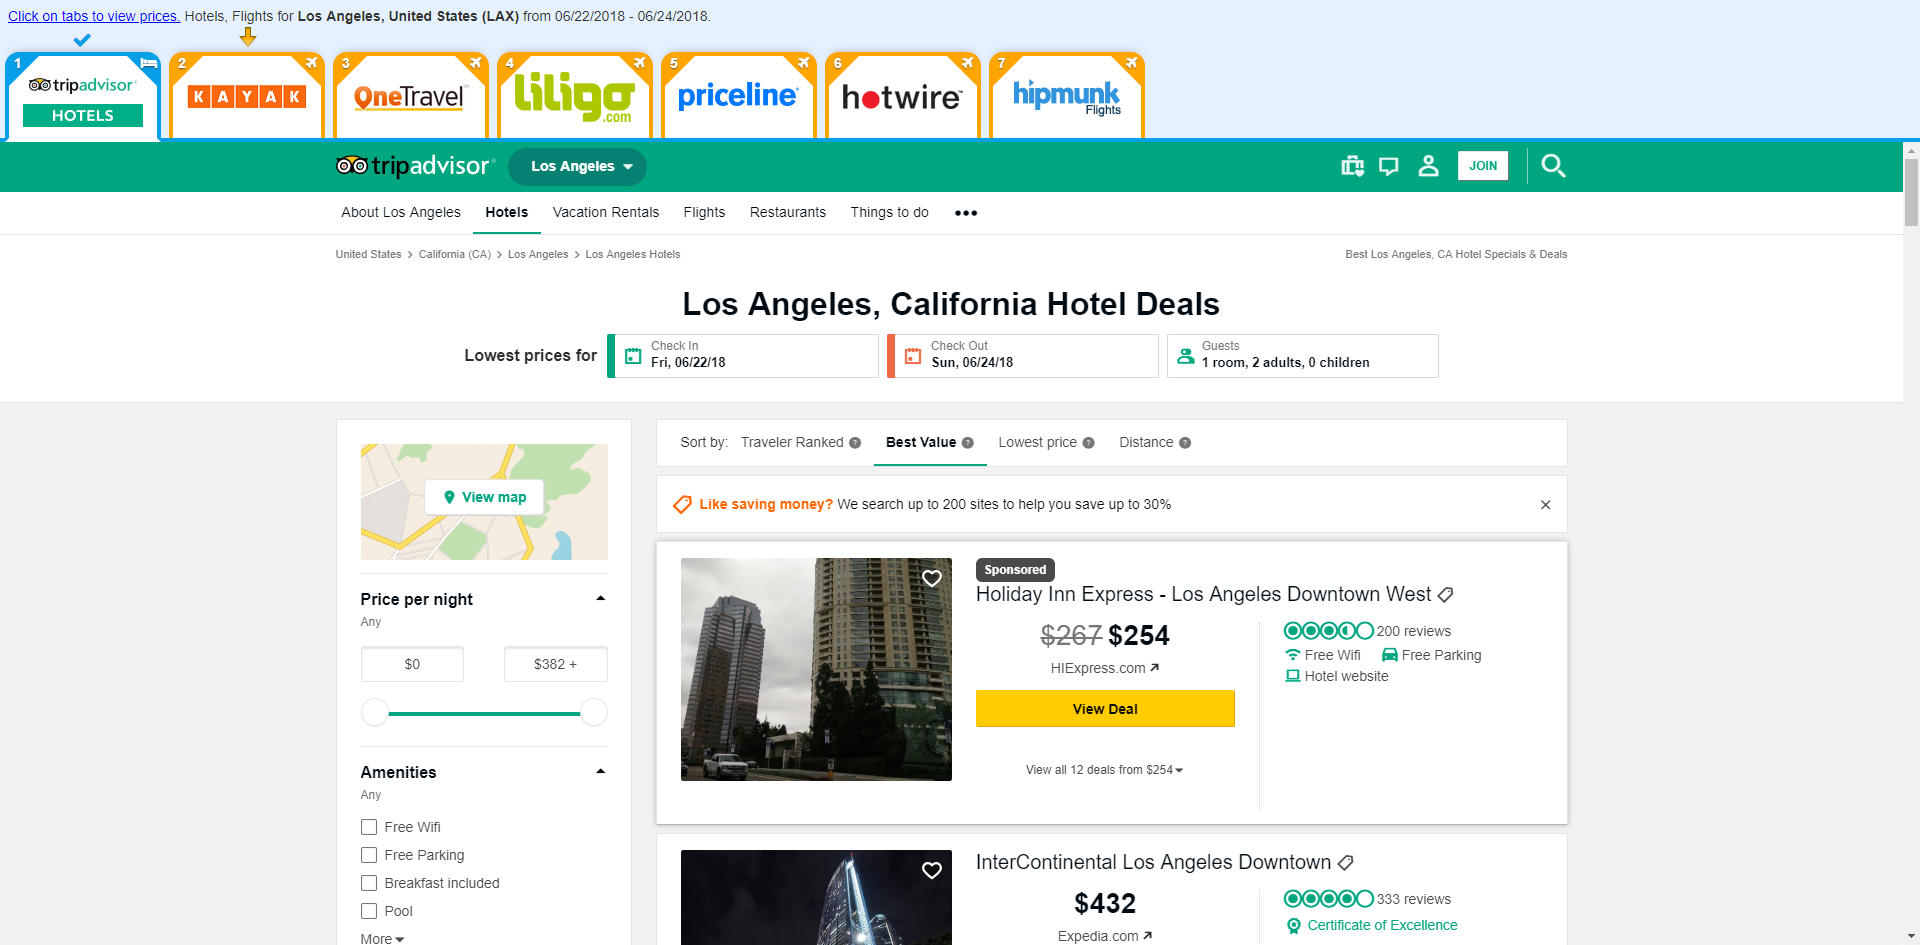 Click on tabs to view prices. Hotels, Flights for Los Angeles, United States (LAX) from 06/22/2018 - 06/24/2018.
1 tripadvisor HOTELS
2 KAYAK
3 OneTravel
4 liligo.com
5 priceline
6 hotwire
7 hipmunk Flights
tripadvisor Los Angeles JOIN
About Los Angeles Hotels Vacation Rentals Flights Restaurants Things to do
United States > California (CA) > Los Angeles > Los Angeles Hotels
Best Los Angeles, CA Hotel Specials & Deals
Los Angeles, California Hotel Deals
Lowest prices for
Check In
Fri, 06/22/18
Check Out
Sun, 06/24/18
Guests
1 room, 2 adults, 0 children
View map
Price per night
Any
$0 $382 +
Amenities
Any
Free Wifi
Free Parking
Breakfast included
Pool
More
Sort by: Traveler Ranked ? Best Value ? Lowest price ? Distance ?
Like saving money? We search up to 200 sites to help you save up to 30%
Sponsored
Holiday Inn Express - Los Angeles Downtown West
$267 $254
HIExpress.com
View Deal
View all 12 deals from $254
200 reviews
Free Wifi Free Parking
Hotel website
InterContinental Los Angeles Downtown
$432
Expedia.com
333 reviews
Certificate of Excellence